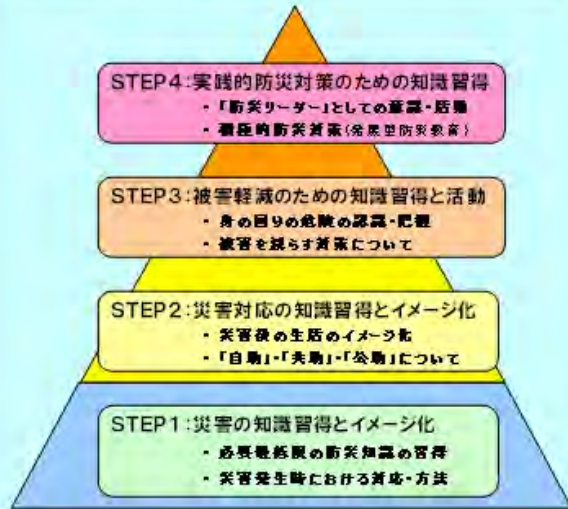 STEP4:実践的防災対策のための知識習得
・「防災リーダー」としての意識・活動
・積極的防災対策(発展型防災教育)
STEP3:被害軽減のための知識習得と活動
・身の回りの危険の認識・把握
・被害を減らす対策について
STEP2:災害対応の知識習得とイメージ化
・災害後の生活のイメージ化
・「自助」・「共助」・「公助」について
STEP1:災害の知識習得とイメージ化
・必要最低限の防災知識の習得
・災害発生時における対応・方法